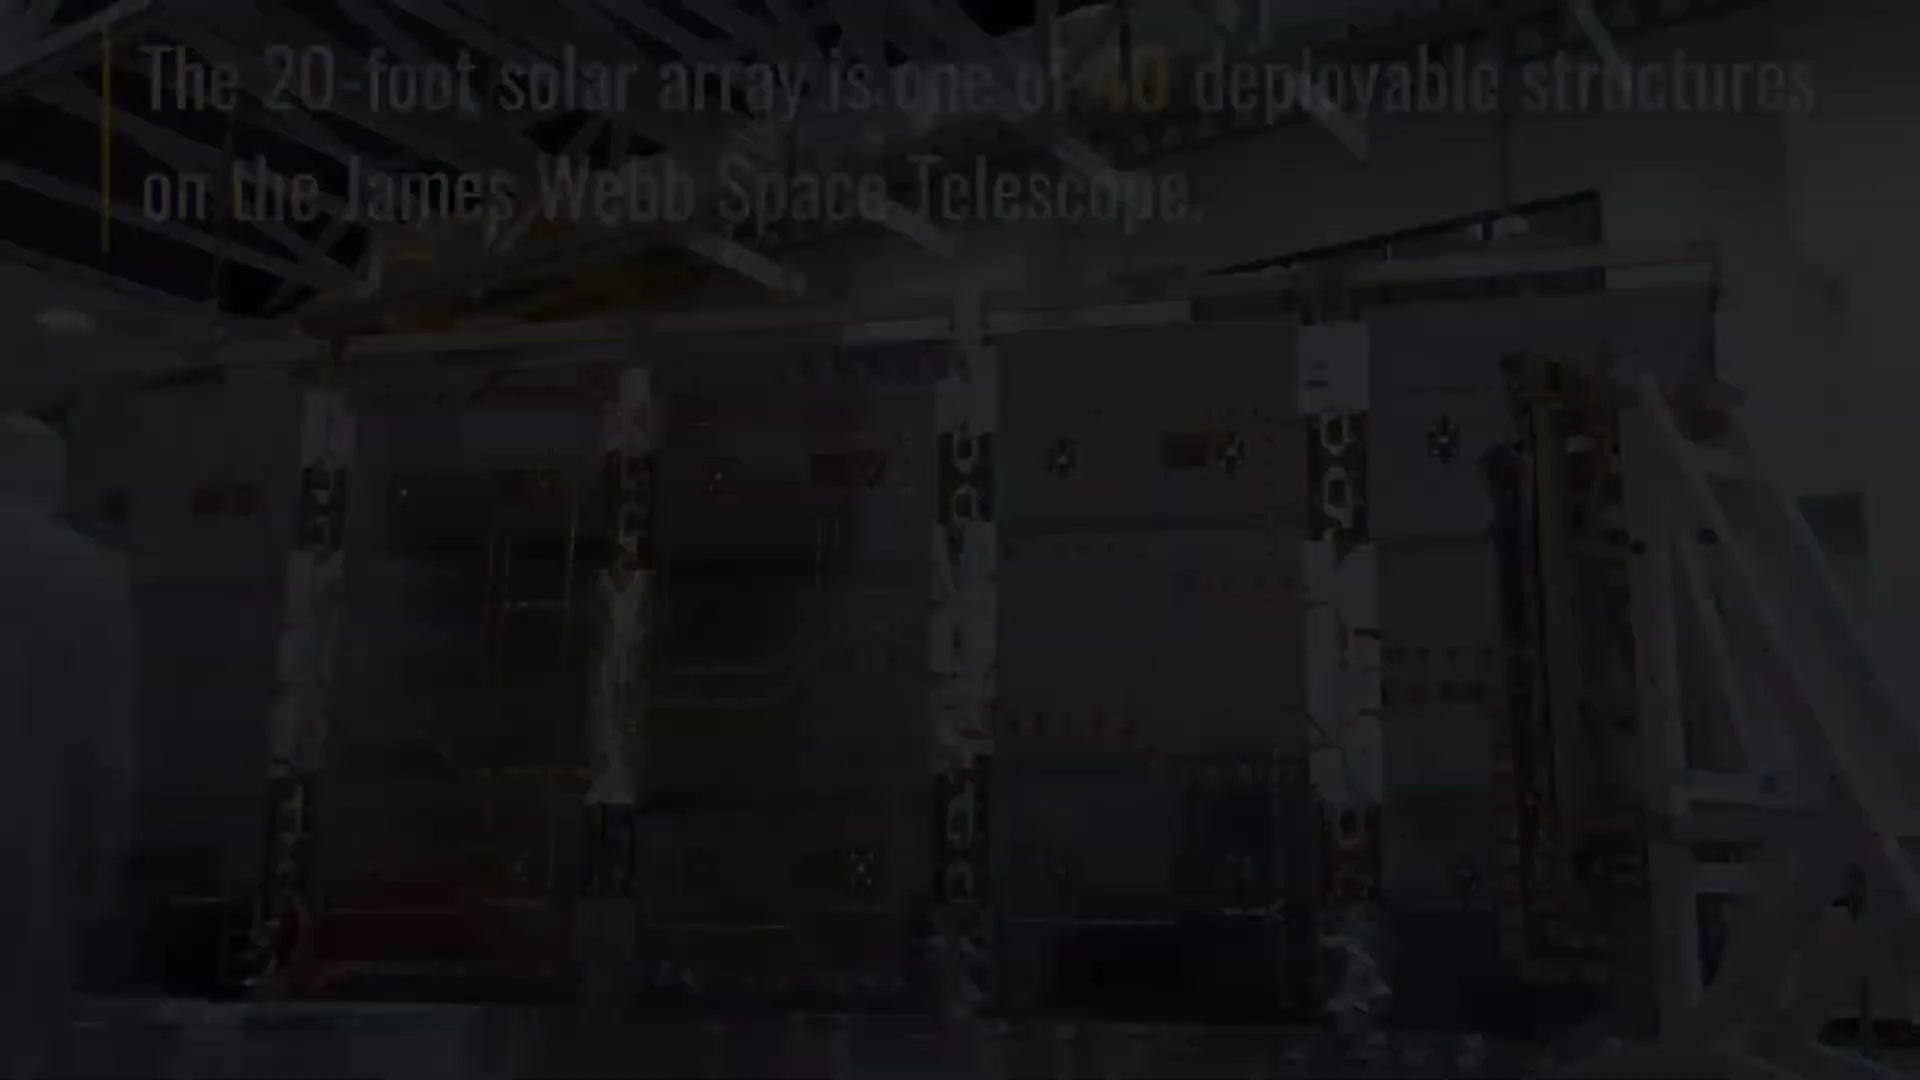 The 20-foot solar array is one of 40 deployable structures
on the James Webb Space Telescope.